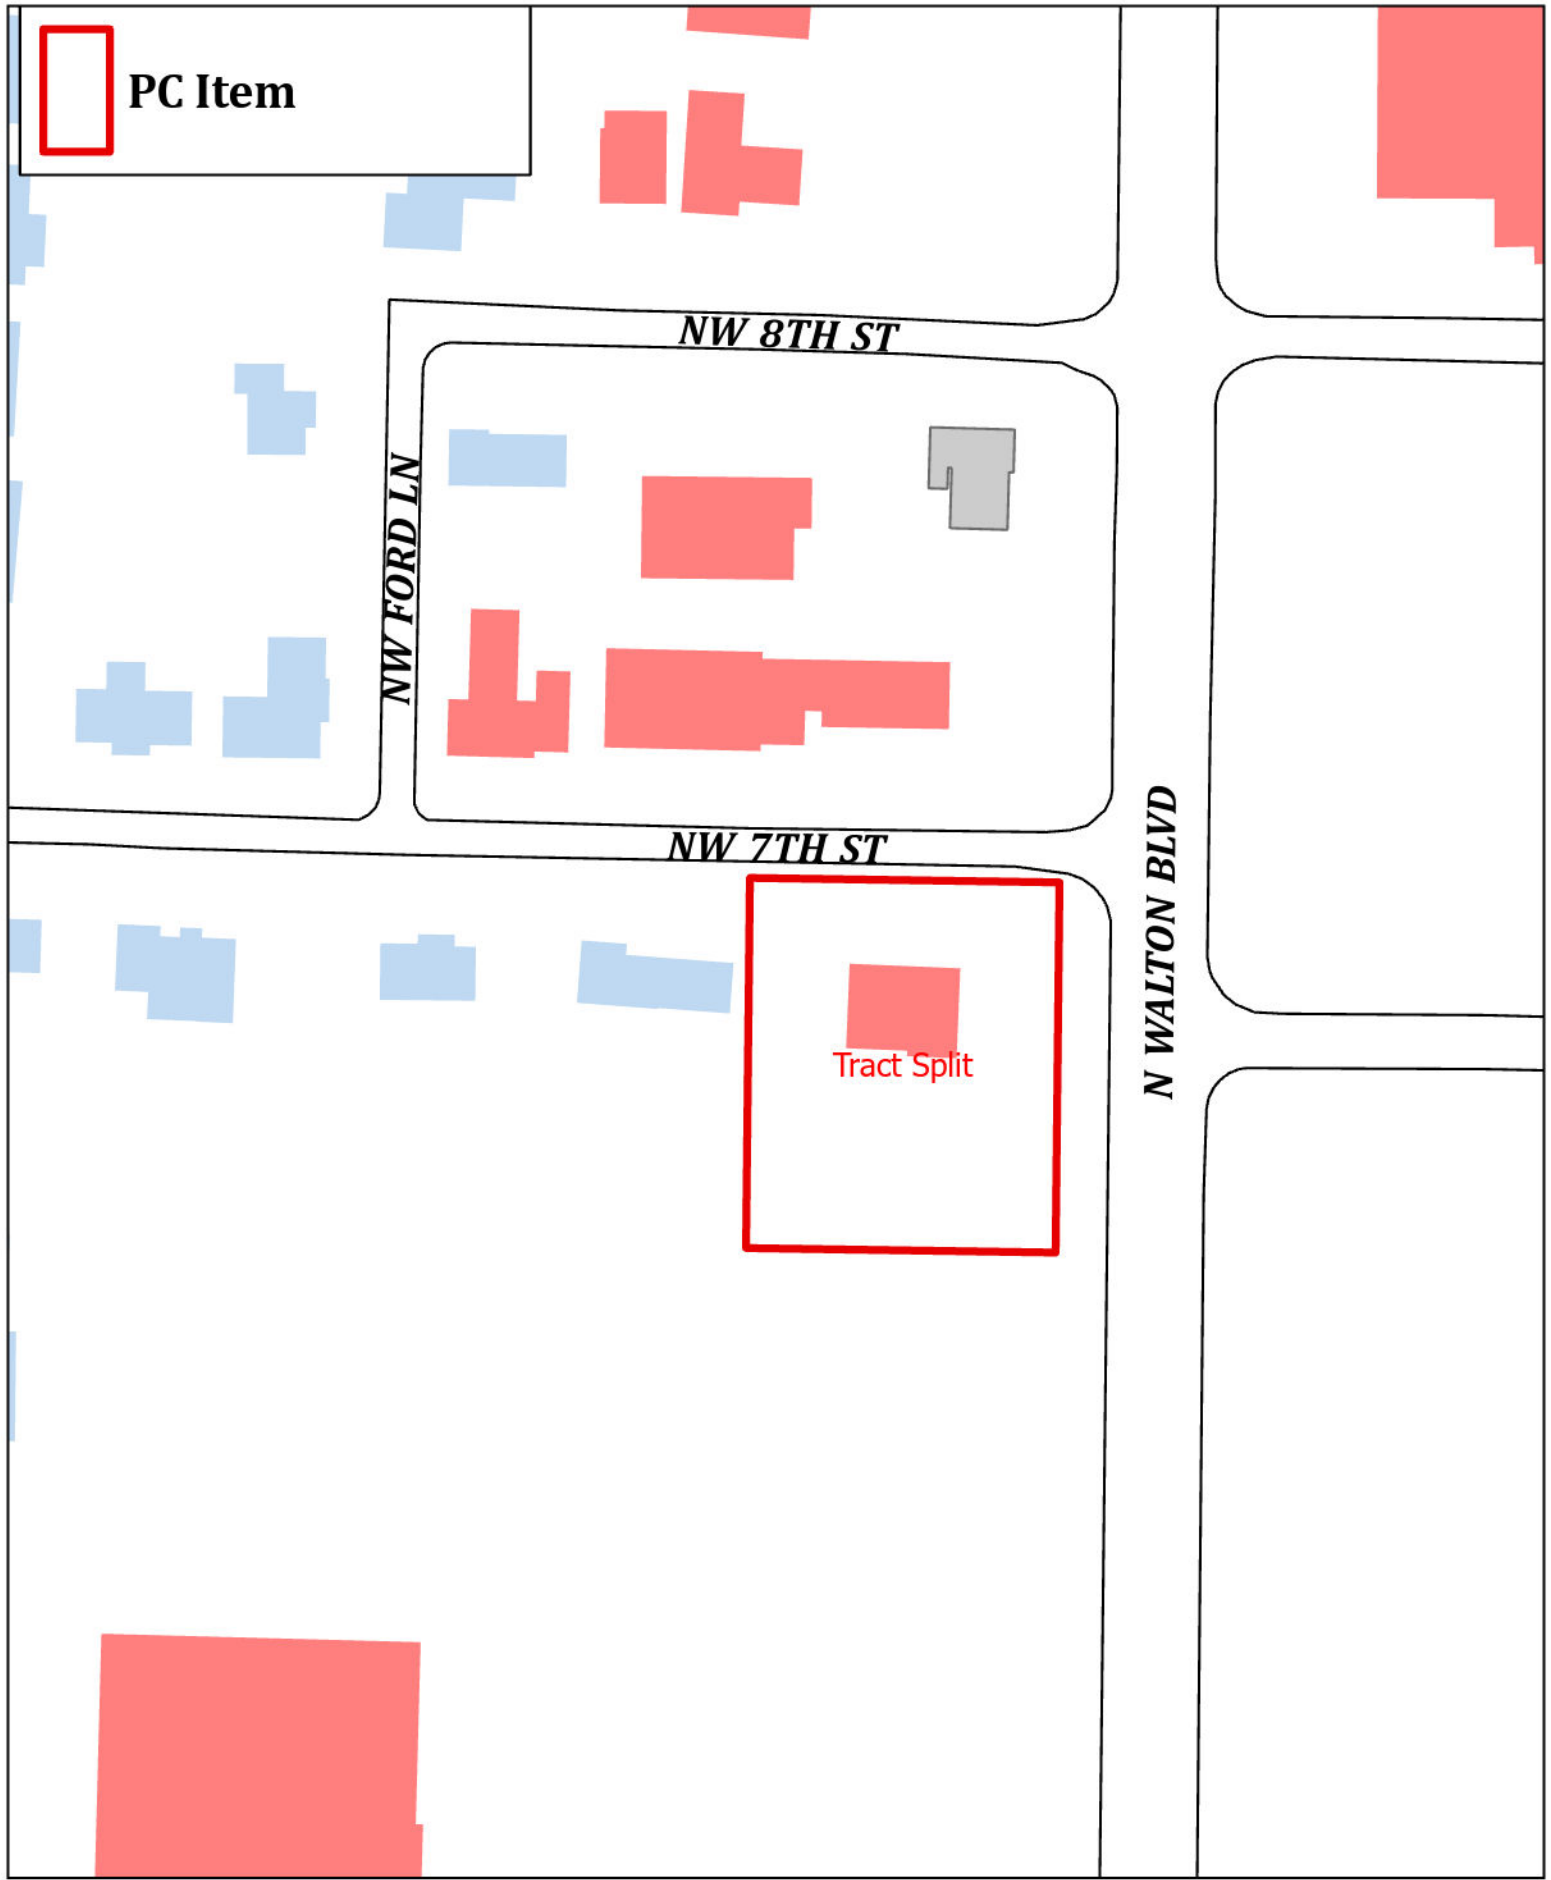 PC Item
NW 8TH ST
NW FORD LN
NW 7TH ST
N WALTON BLVD
Tract Split